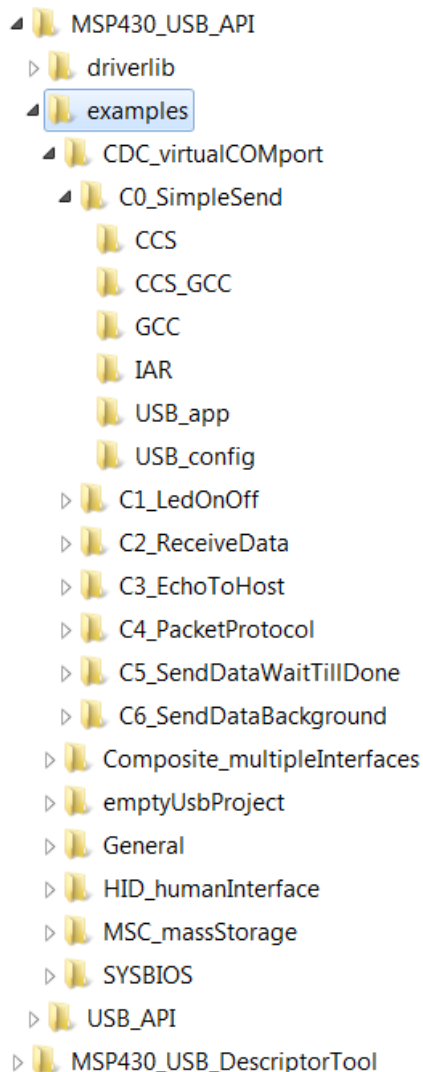 MSP430_USB_API
driverlib
examples
CDC_virtualCOMport
C0_SimpleSend
CCS
CCS_GCC
GCC
IAR
USB_app
USB_config
C1_LedOnOff
C2_ReceiveData
C3_EchoToHost
C4_PacketProtocol
C5_SendDataWaitTillDone
C6_SendDataBackground
Composite_multipleInterfaces
emptyUsbProject
General
HID_humanInterface
MSC_massStorage
SYSBIOS
USB_API
MSP430_USB_DescriptorTool